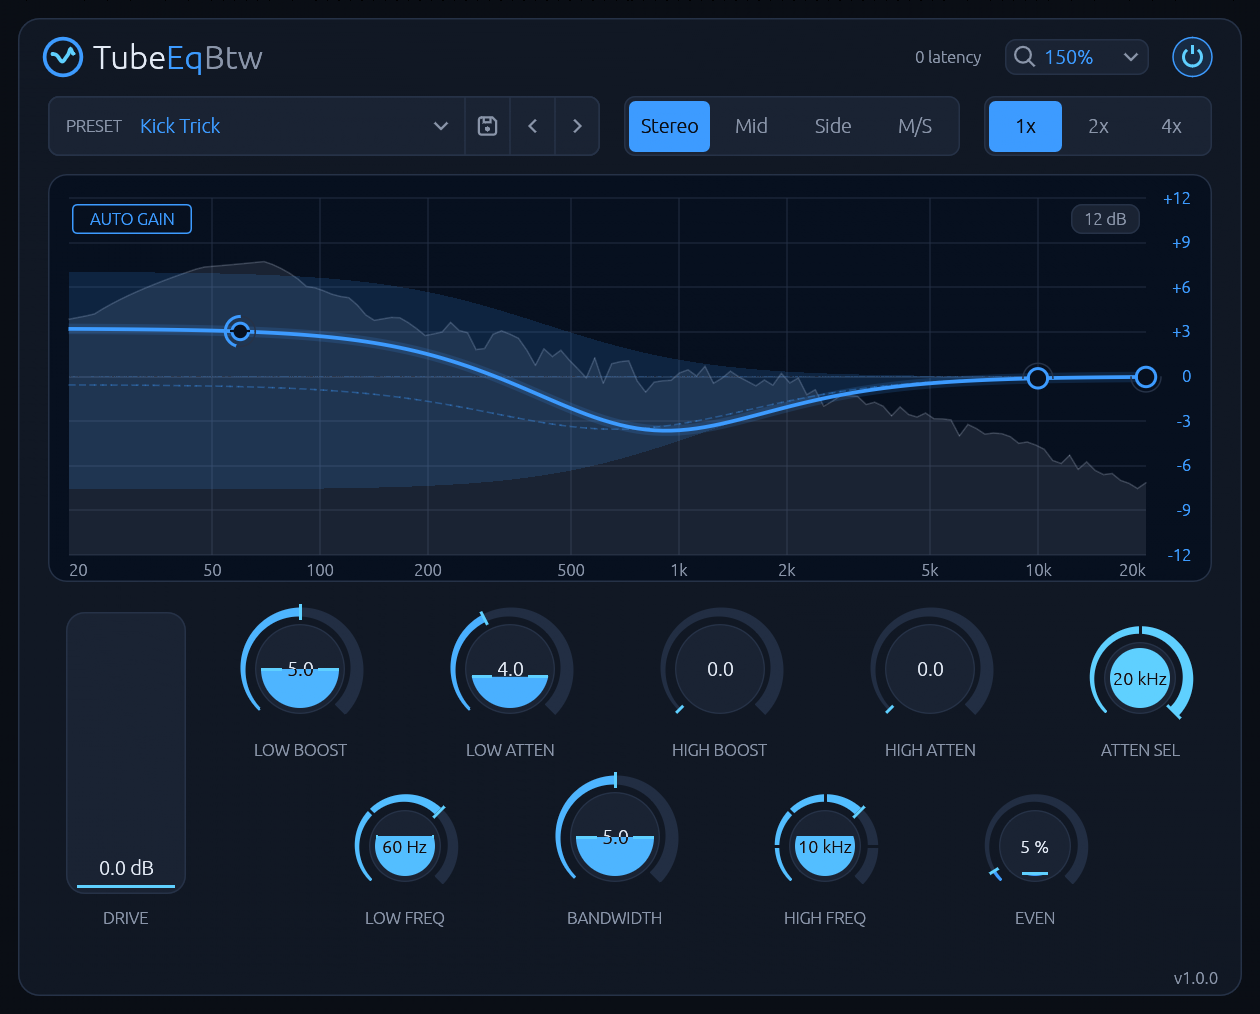 TubeEqBtw
0 latency
150%
PRESET Kick Trick
Stereo Mid Side M/S
1x 2x 4x
AUTO GAIN
12 dB
+12
+9
+6
+3
0
-3
-6
-9
-12
20 50 100 200 500 1k 2k 5k 10k 20k
5.0 4.0 0.0 0.0 20 kHz
LOW BOOST LOW ATTEN HIGH BOOST HIGH ATTEN ATTEN SEL
0.0 dB 60 Hz 5.0 10 kHz 5 %
DRIVE LOW FREQ BANDWIDTH HIGH FREQ EVEN
v1.0.0